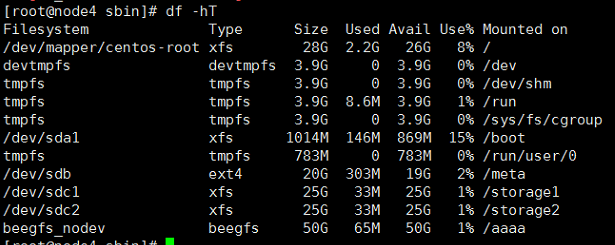 [root@node4 sbin]# df -hT
Filesystem Type Size Used Avail Use% Mounted on
/dev/mapper/centos-root xfs 28G 2.2G 26G 8% /
devtmpfs devtmpfs 3.9G 0 3.9G 0% /dev
tmpfs tmpfs 3.9G 0 3.9G 0% /dev/shm
tmpfs tmpfs 3.9G 8.6M 3.9G 1% /run
tmpfs tmpfs 3.9G 0 3.9G 0% /sys/fs/cgroup
/dev/sda1 xfs 1014M 146M 869M 15% /boot
tmpfs tmpfs 783M 0 783M 0% /run/user/0
/dev/sdb ext4 20G 303M 19G 2% /meta
/dev/sdc1 xfs 25G 33M 25G 1% /storage1
/dev/sdc2 xfs 25G 33M 25G 1% /storage2
beegfs_nodev beegfs 50G 65M 50G 1% /aaaa
[root@node4 sbin]#